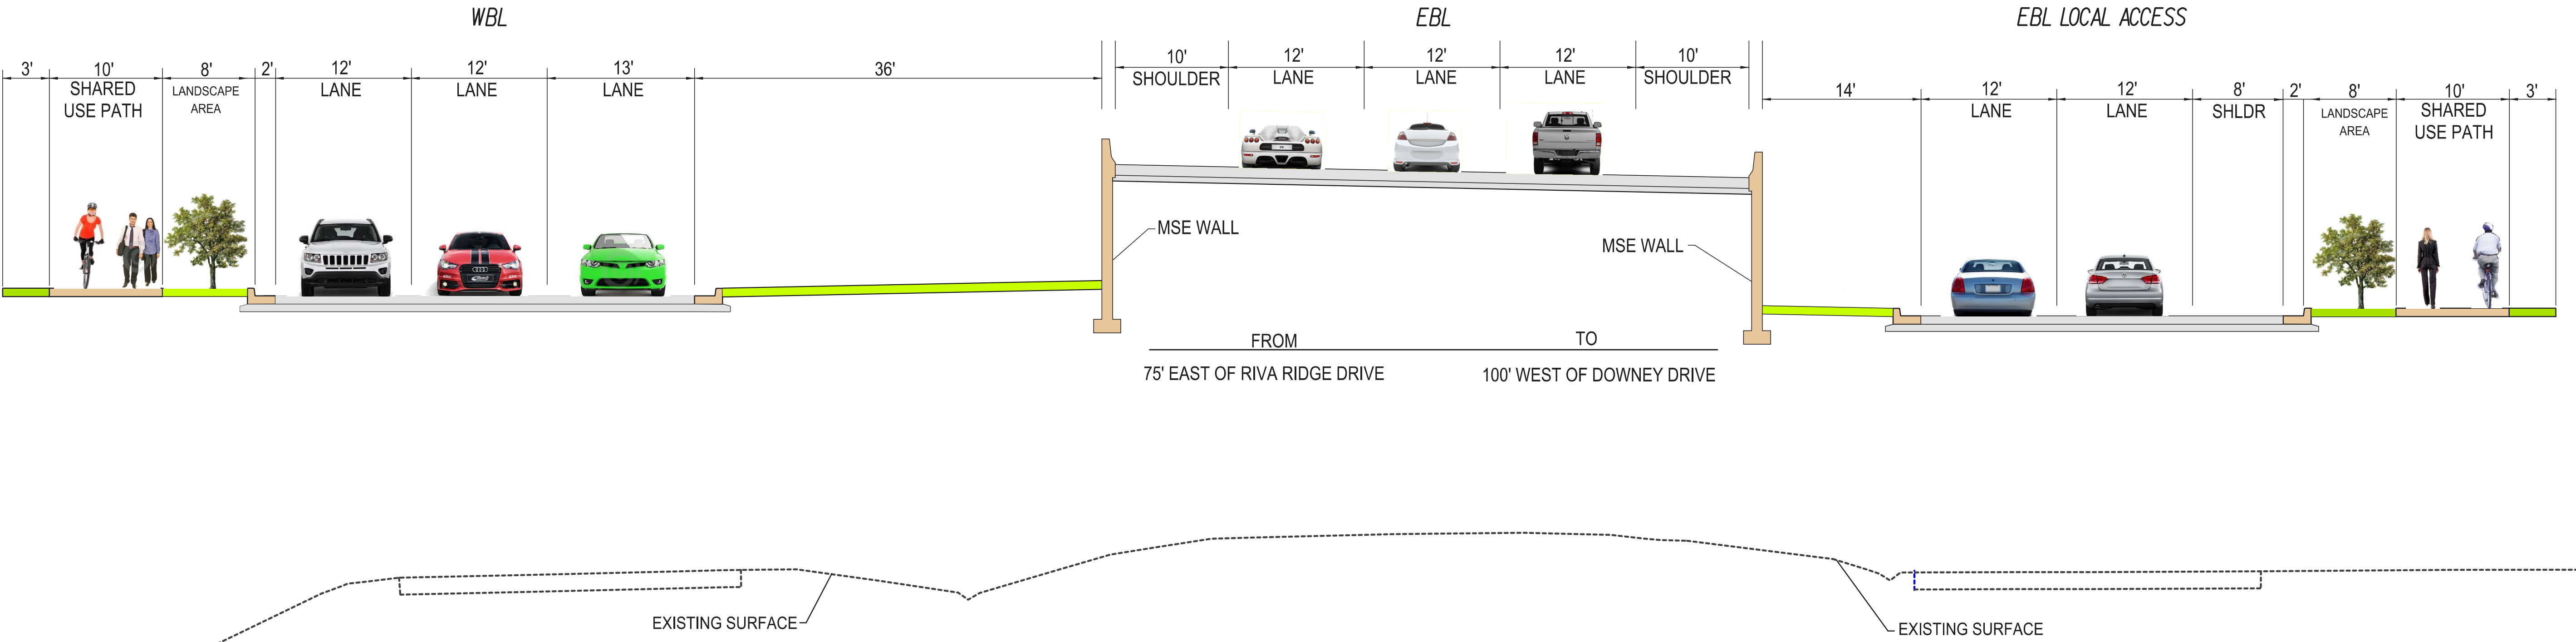 WBL
EBL
EBL LOCAL ACCESS
3' 10' 8' 2' 12' 12' 13' 36'
SHARED
USE PATH
LANDSCAPE
AREA
LANE LANE LANE
10' 12' 12' 12' 10'
SHOULDER LANE LANE LANE SHOULDER
14' 12' 12' 8' 2' 8' 10' 3'
LANE LANE SHLDR
LANDSCAPE
AREA
SHARED
USE PATH
MSE WALL
MSE WALL
FROM TO
75' EAST OF RIVA RIDGE DRIVE 100' WEST OF DOWNEY DRIVE
EXISTING SURFACE
EXISTING SURFACE